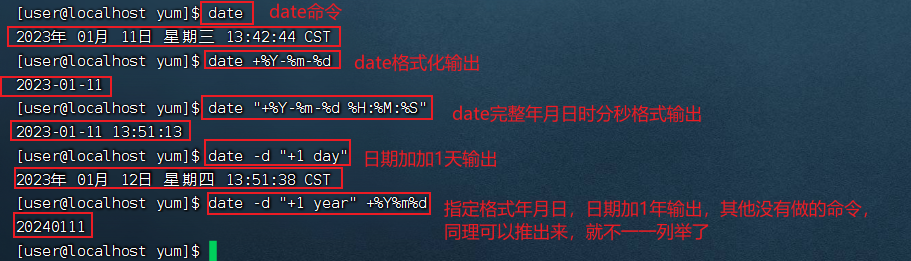 [user@localhost yum]$ date date命令
2023年 01月 11日 星期三 13:42:44 CST
[user@localhost yum]$ date +%Y-%m-%d date格式化输出
2023-01-11
[user@localhost yum]$ date "+%Y-%m-%d %H:%M:%S" date完整年月日时分秒格式输出
2023-01-11 13:51:13
[user@localhost yum]$ date -d "+1 day" 日期加加1天输出
2023年 01月 12日 星期四 13:51:38 CST
[user@localhost yum]$ date -d "+1 year" +%Y%m%d 指定格式年月日，日期加1年输出，其他没有做的命令，
20240111 同理可以推出来，就不一一列举了
[user@localhost yum]$